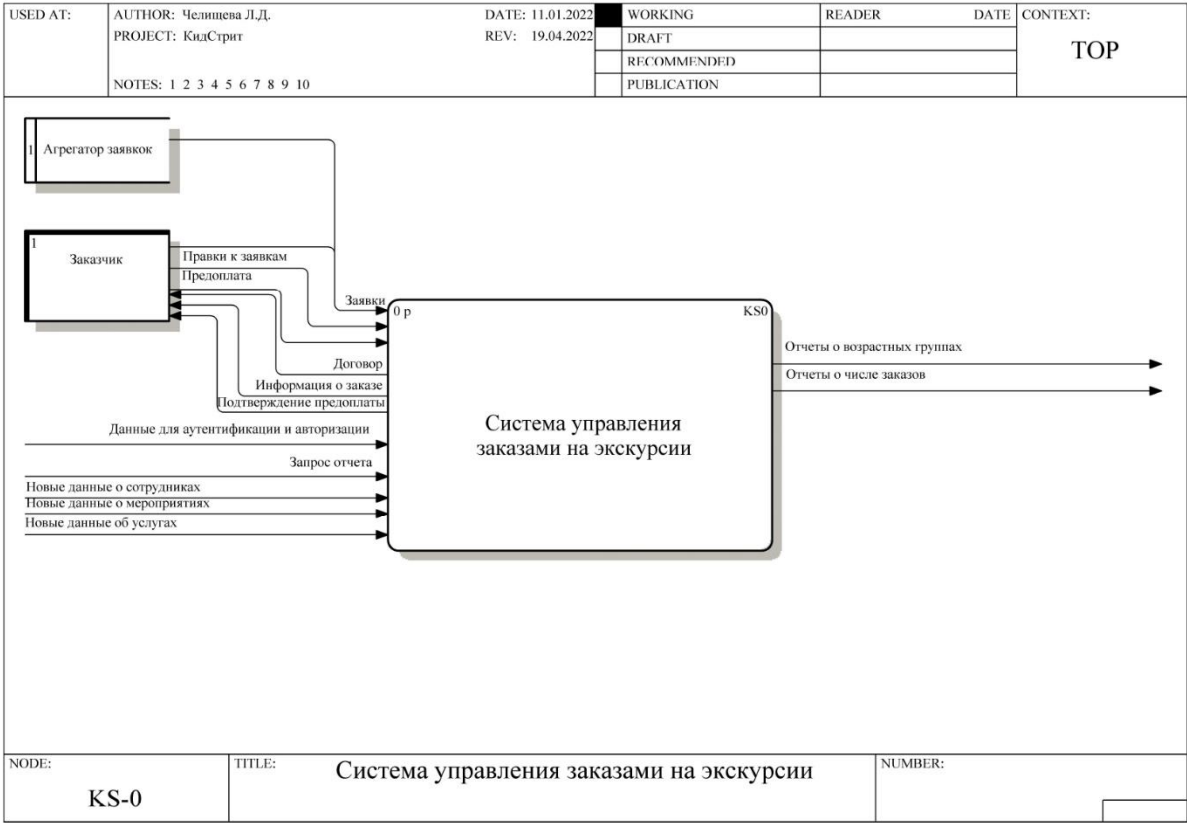 USED AT:
AUTHOR: Челищева Л.Д.
DATE: 11.01.2022
WORKING
READER
DATE
CONTEXT:
PROJECT: КидСтрит
REV: 19.04.2022
DRAFT
TOP
RECOMMENDED
NOTES: 1 2 3 4 5 6 7 8 9 10
PUBLICATION
1
Агрегатор заявкок
1
Заказчик
Правки к заявкам
Предоплата
Заявки
0 р
KS0
Договор
Информация о заказе
Подтверждение предоплаты
Данные для аутентификации и авторизации
Запрос отчета
Новые данные о сотрудниках
Новые данные о мероприятиях
Новые данные об услугах
Система управления
заказами на экскурсии
Отчеты о возрастных группах
Отчеты о числе заказов
NODE:
KS-0
TITLE:
Система управления заказами на экскурсии
NUMBER: